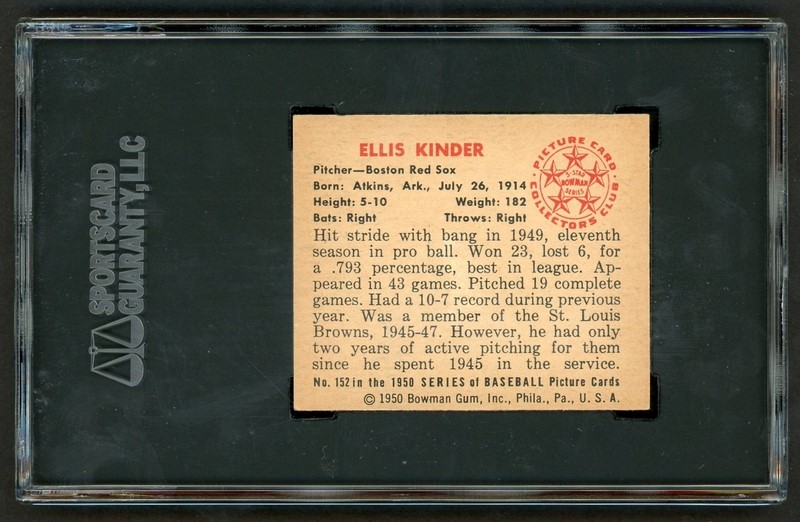 SPORTSCARD
GUARANTY, LLC
ELLIS KINDER
PICTURE CARD
COLLECTORS CLUB
5-STAR
BOWMAN
SERIES
Pitcher—Boston Red Sox
Born: Atkins, Ark., July 26, 1914
Height: 5-10 Weight: 182
Bats: Right Throws: Right
Hit stride with bang in 1949, eleventh
season in pro ball. Won 23, lost 6, for
a .793 percentage, best in league. Ap-
peared in 43 games. Pitched 19 complete
games. Had a 10-7 record during previous
year. Was a member of the St. Louis
Browns, 1945-47. However, he had only
two years of active pitching for them
since he spent 1945 in the service.
No. 152 in the 1950 SERIES of BASEBALL Picture Cards
© 1950 Bowman Gum, Inc., Phila., Pa., U. S. A.